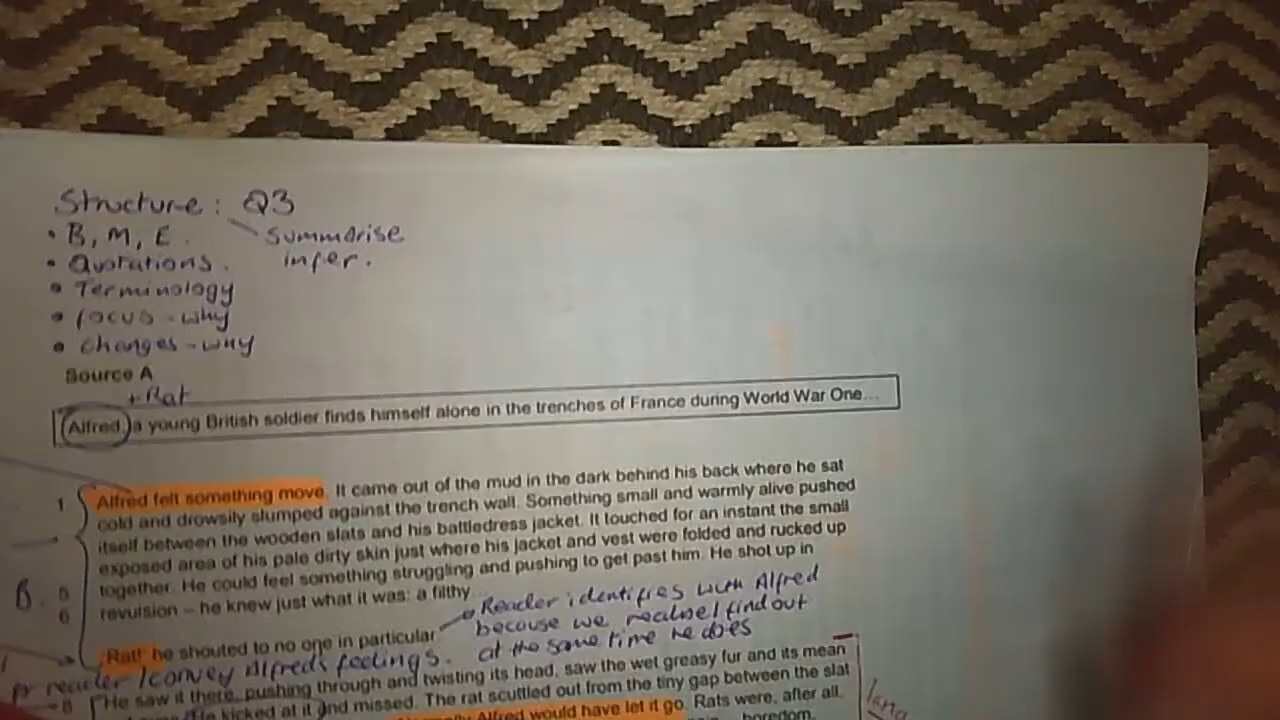 Structure: Q3
• B, M, E. Summarise
• Quotations. infer.
• Terminology
• focus - why
• changes - why
Source A
+ Rat
Alfred, a young British soldier finds himself alone in the trenches of France during World War One...
1 Alfred felt something move. It came out of the mud in the dark behind his back where he sat
cold and drowsily slumped against the trench wall. Something small and warmly alive pushed
itself between the wooden slats and his battledress jacket. It touched for an instant the small
exposed area of his pale dirty skin just where his jacket and vest were folded and rucked up
B. 5 together. He could feel something struggling and pushing to get past him. He shot up in
6 revulsion – he knew just what it was: a filthy
Reader identifies with Alfred
because we realise/find out
at the same time he does
'Rat!' he shouted to no one in particular
reader/convey Alfred's feelings.
8 He saw it there, pushing through and twisting its head, saw the wet greasy fur and its mean
He kicked at it and missed. The rat scuttled out from the tiny gap between the slat
Alfred would have let it go. Rats were, after all,
boredom,